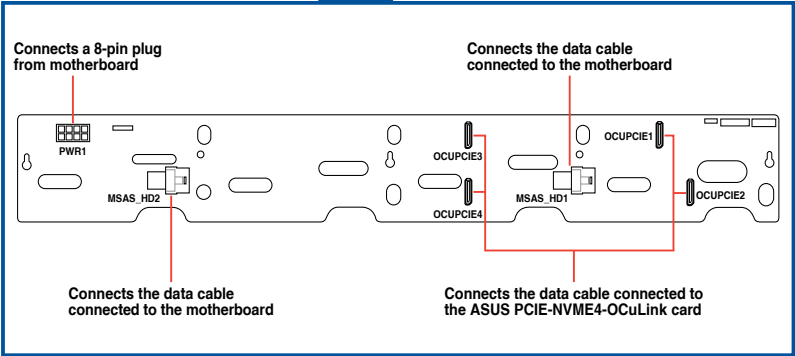 Connects a 8-pin plug
from motherboard
Connects the data cable
connected to the motherboard
PWR1
OCUPCIE3
OCUPCIE1
MSAS_HD2
OCUPCIE4
MSAS_HD1
OCUPCIE2
Connects the data cable
connected to the motherboard
Connects the data cable connected to
the ASUS PCIE-NVME4-OCuLink card